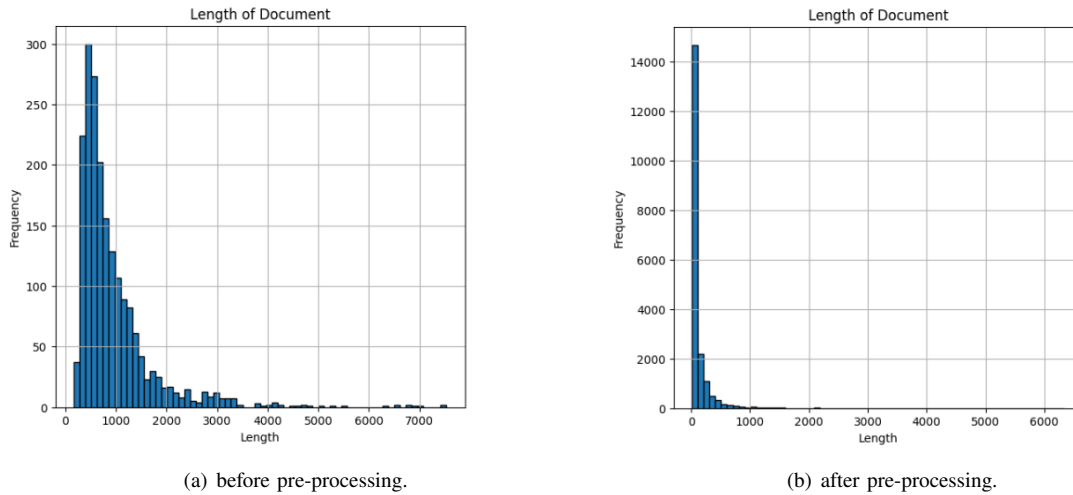 Length of Document
300
250
200
150
100
50
0
Frequency
0 1000 2000 3000 4000 5000 6000 7000
Length
(a) before pre-processing.
Length of Document
14000
12000
10000
8000
6000
4000
2000
0
Frequency
0 1000 2000 3000 4000 5000 6000
Length
(b) after pre-processing.